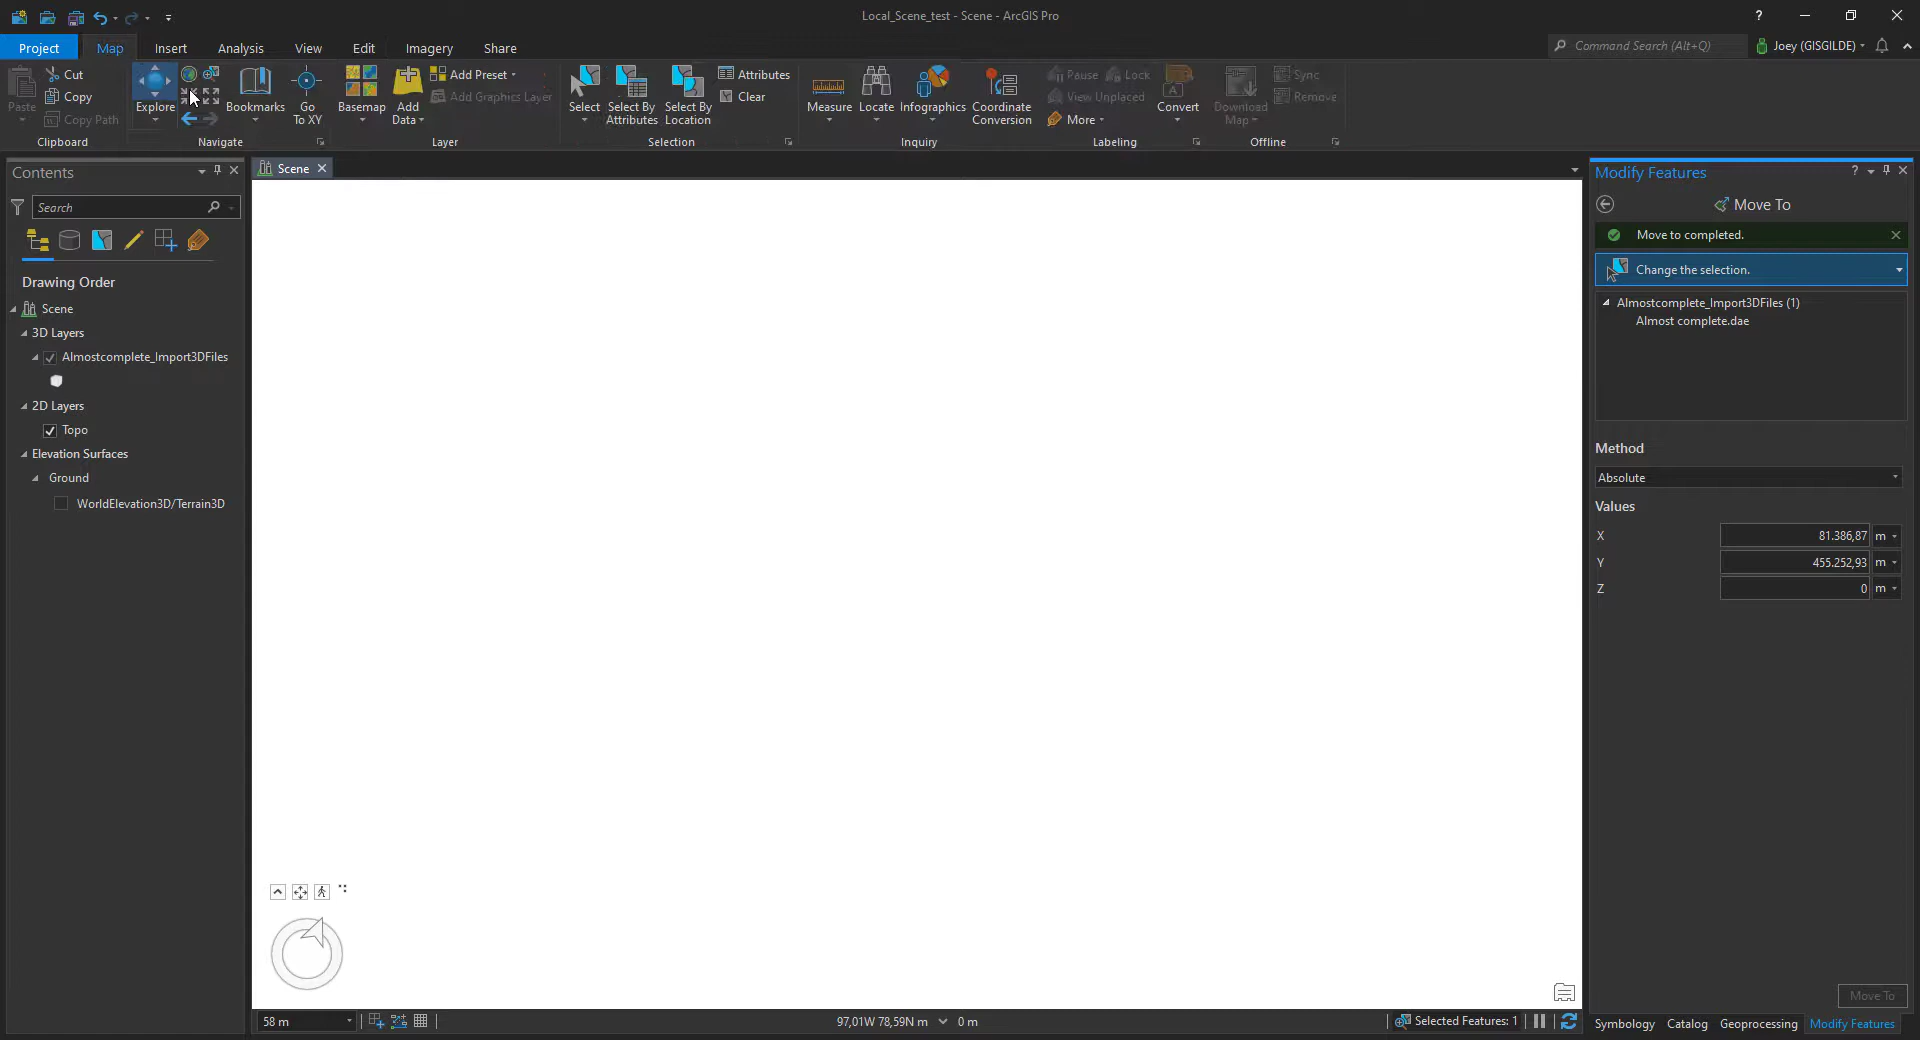 Local_Scene_test - Scene - ArcGIS Pro
?
Project
Map
Insert
Analysis
View
Edit
Imagery
Share
Command Search (Alt+Q)
Joey (GISGILDE)
Paste
Cut
Copy
Copy Path
Clipboard
Explore
Bookmarks
Go
To XY
Navigate
Basemap
Add
Data
Add Preset
Add Graphics Layer
Layer
Select
Select By
Attributes
Select By
Location
Attributes
Clear
Selection
Measure
Locate
Infographics
Coordinate
Conversion
Inquiry
Pause
Lock
View Unplaced
More
Convert
Labeling
Download
Map
Sync
Remove
Offline
Contents
Search
Drawing Order
Scene
3D Layers
Almostcomplete_Import3DFiles
2D Layers
Topo
Elevation Surfaces
Ground
WorldElevation3D/Terrain3D
Scene
58 m
97,01W 78,59N m
0 m
Selected Features: 1
Modify Features
?
Move To
Move to completed.
Change the selection.
Almostcomplete_Import3DFiles (1)
Almost complete.dae
Method
Absolute
Values
X
81.386,87
m
Y
455.252,93
m
Z
0
m
Move To
Symbology
Catalog
Geoprocessing
Modify Features